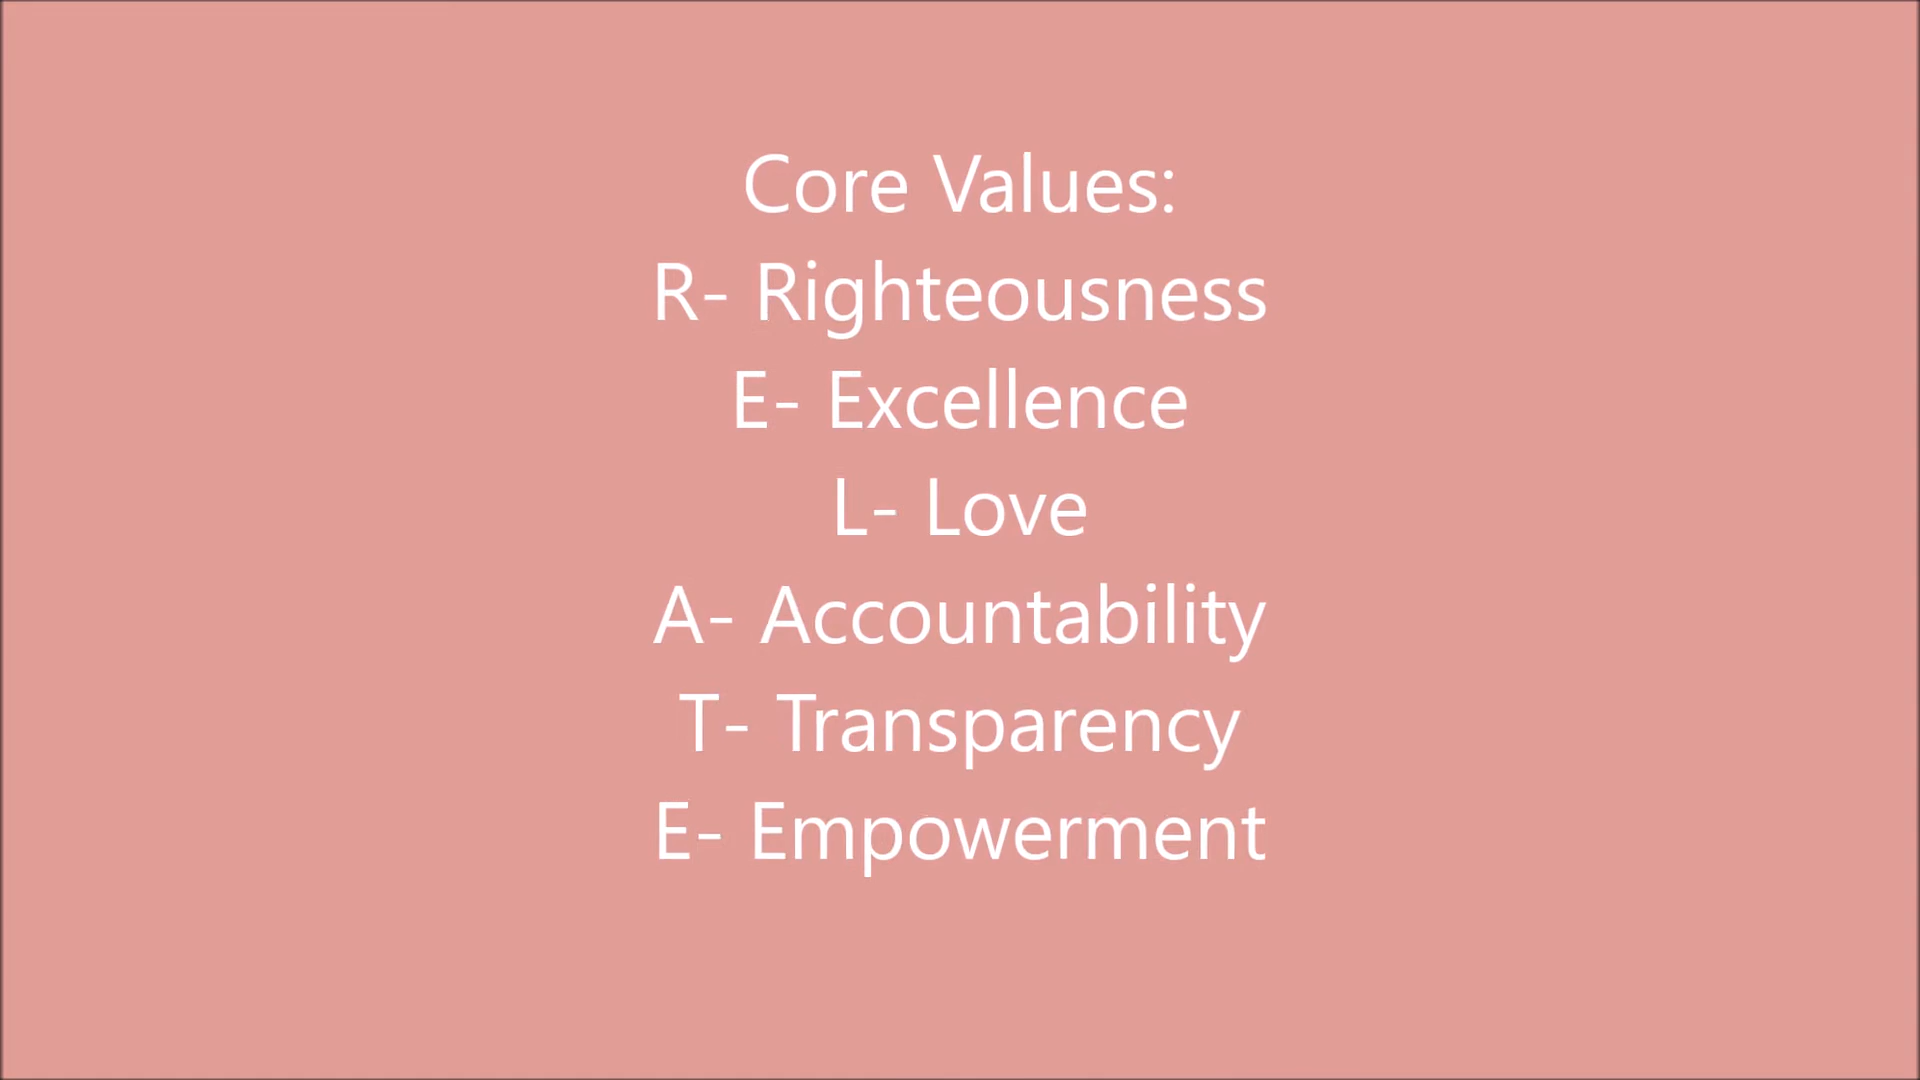 Core Values:
R- Righteousness
E- Excellence
L- Love
A- Accountability
T- Transparency
E- Empowerment